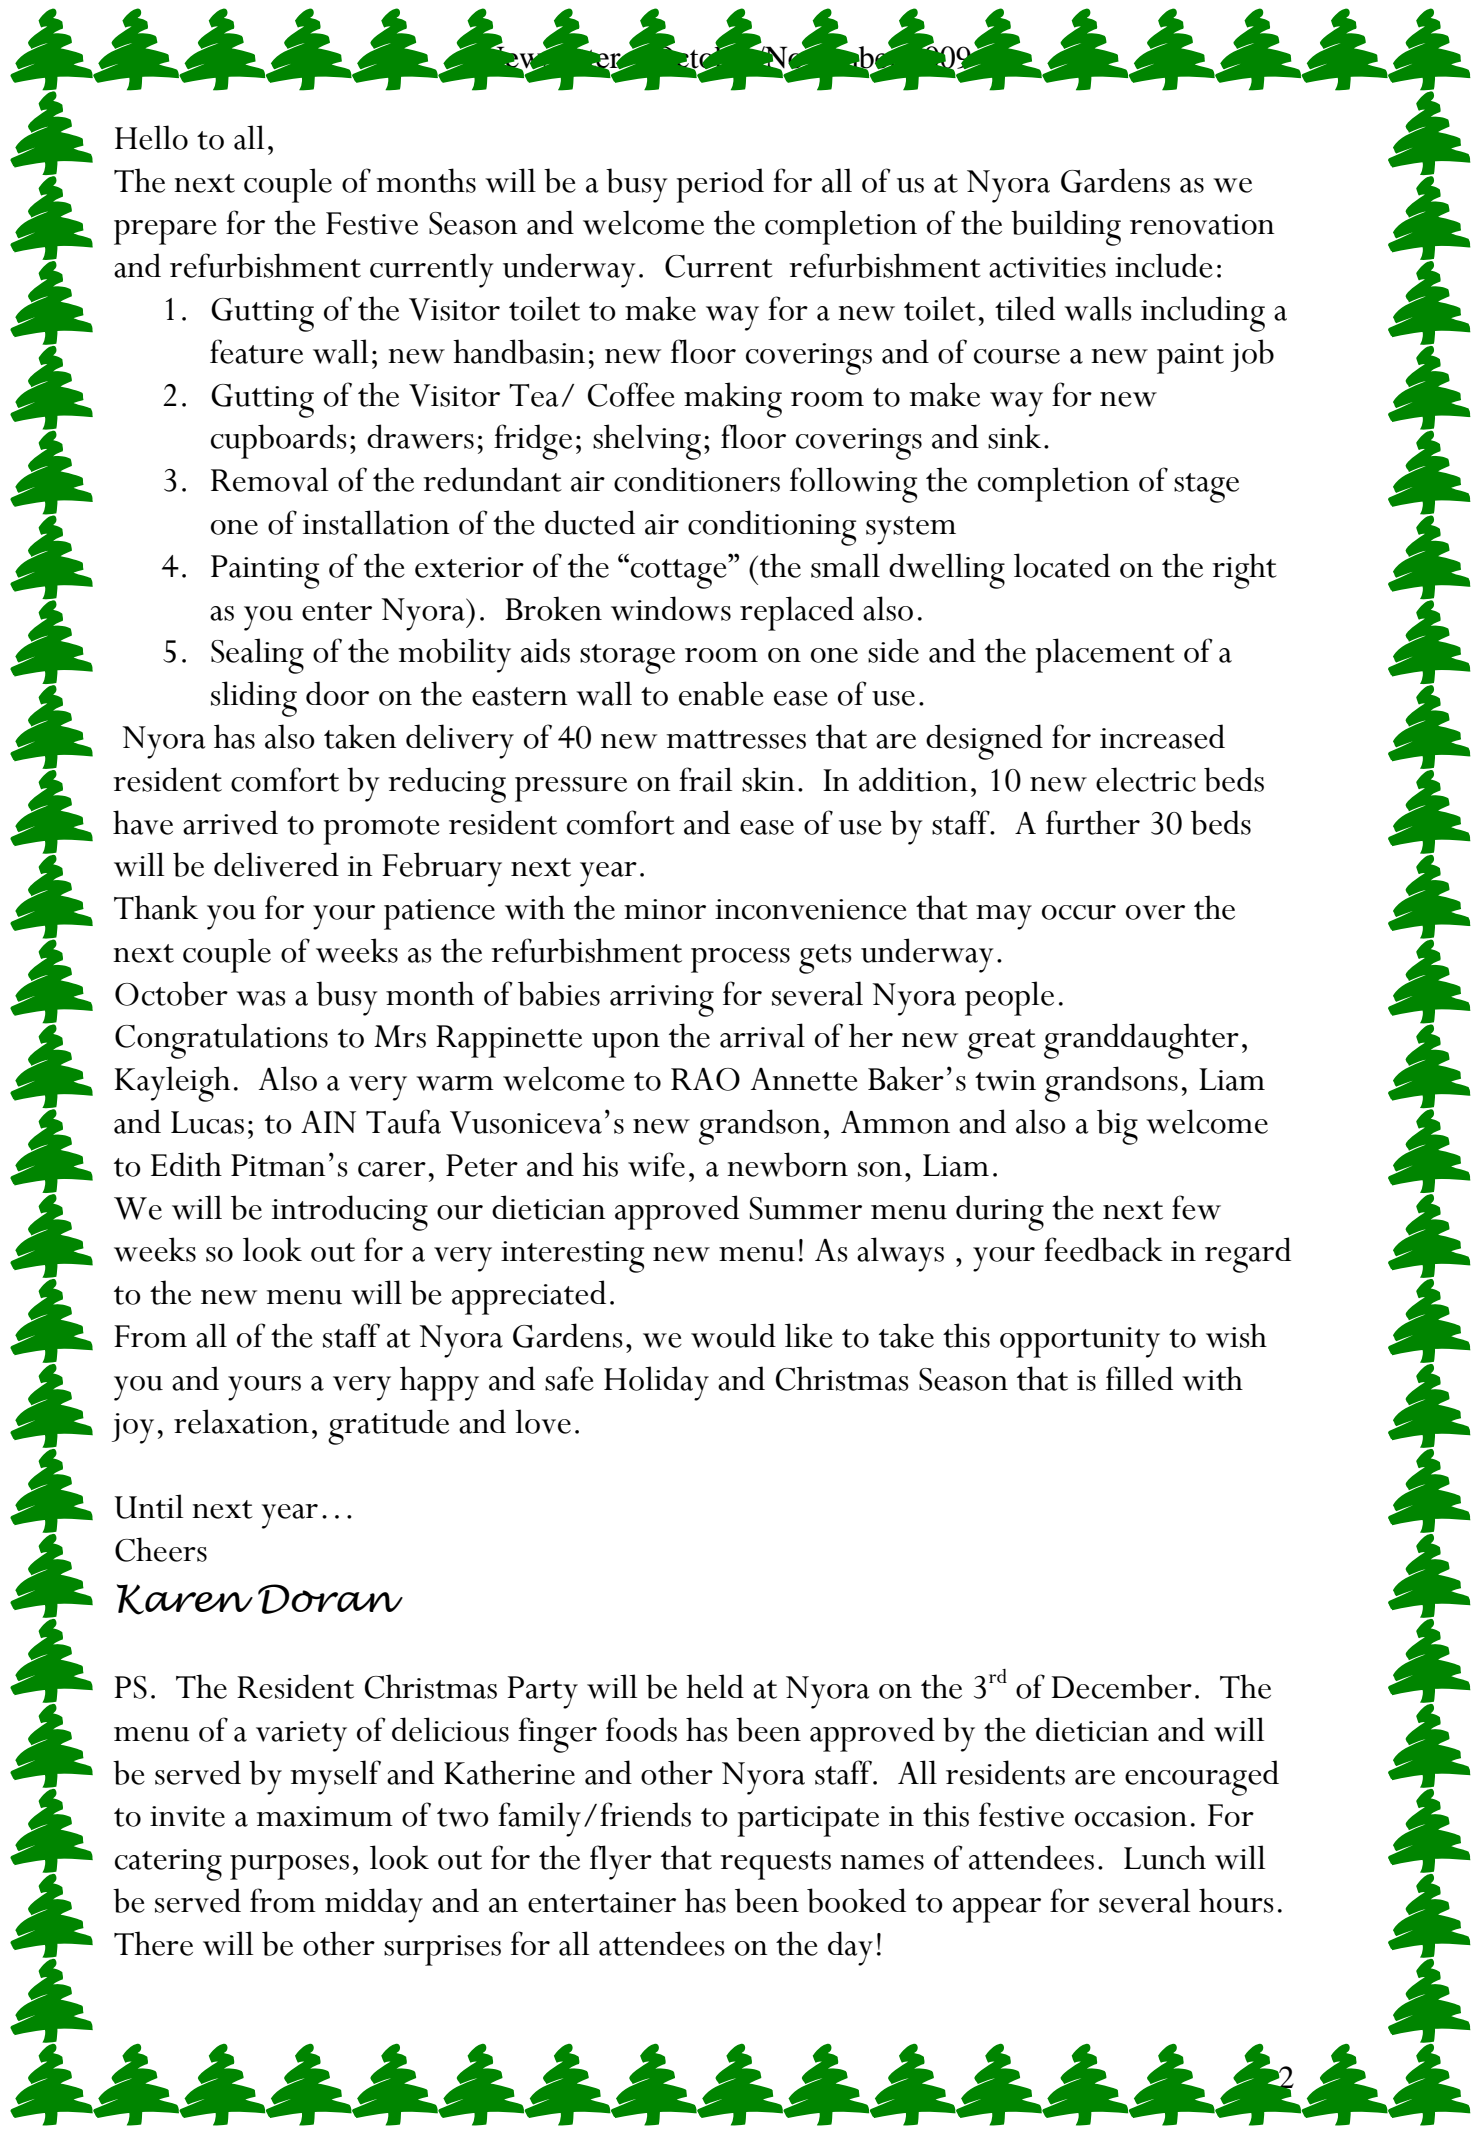 Hello to all,
The next couple of months will be a busy period for all of us at Nyora Gardens as we
prepare for the Festive Season and welcome the completion of the building renovation
and refurbishment currently underway.  Current  refurbishment activities include:
1. Gutting of the Visitor toilet to make way for a new toilet, tiled walls including a
feature wall; new handbasin; new floor coverings and of course a new paint job
2. Gutting of the Visitor Tea/ Coffee making room to make way for new
cupboards; drawers; fridge; shelving; floor coverings and sink.
3. Removal of the redundant air conditioners following the completion of stage
one of installation of the ducted air conditioning system
4. Painting of the exterior of the “cottage” (the small dwelling located on the right
as you enter Nyora).  Broken windows replaced also.
5. Sealing of the mobility aids storage room on one side and the placement of a
sliding door on the eastern wall to enable ease of use.
Nyora has also taken delivery of 40 new mattresses that are designed for increased
resident comfort by reducing pressure on frail skin.  In addition, 10 new electric beds
have arrived to promote resident comfort and ease of use by staff.  A further 30 beds
will be delivered in February next year.
Thank you for your patience with the minor inconvenience that may occur over the
next couple of weeks as the refurbishment process gets underway.
October was a busy month of babies arriving for several Nyora people.
Congratulations to Mrs Rappinette upon the arrival of her new great granddaughter,
Kayleigh.  Also a very warm welcome to RAO Annette Baker’s twin grandsons, Liam
and Lucas; to AIN Taufa Vusoniceva’s new grandson, Ammon and also a big welcome
to Edith Pitman’s carer, Peter and his wife, a newborn son, Liam.
We will be introducing our dietician approved Summer menu during the next few
weeks so look out for a very interesting new menu! As always , your feedback in regard
to the new menu will be appreciated.
From all of the staff at Nyora Gardens, we would like to take this opportunity to wish
you and yours a very happy and safe Holiday and Christmas Season that is filled with
joy, relaxation, gratitude and love.
Until next year…
Cheers
Karen Doran
PS.  The Resident Christmas Party will be held at Nyora on the 3rd of December.  The
menu of a variety of delicious finger foods has been approved by the dietician and will
be served by myself and Katherine and other Nyora staff.  All residents are encouraged
to invite a maximum of two family/friends to participate in this festive occasion. For
catering purposes, look out for the flyer that requests names of attendees.  Lunch will
be served from midday and an entertainer has been booked to appear for several hours.
There will be other surprises for all attendees on the day!
2